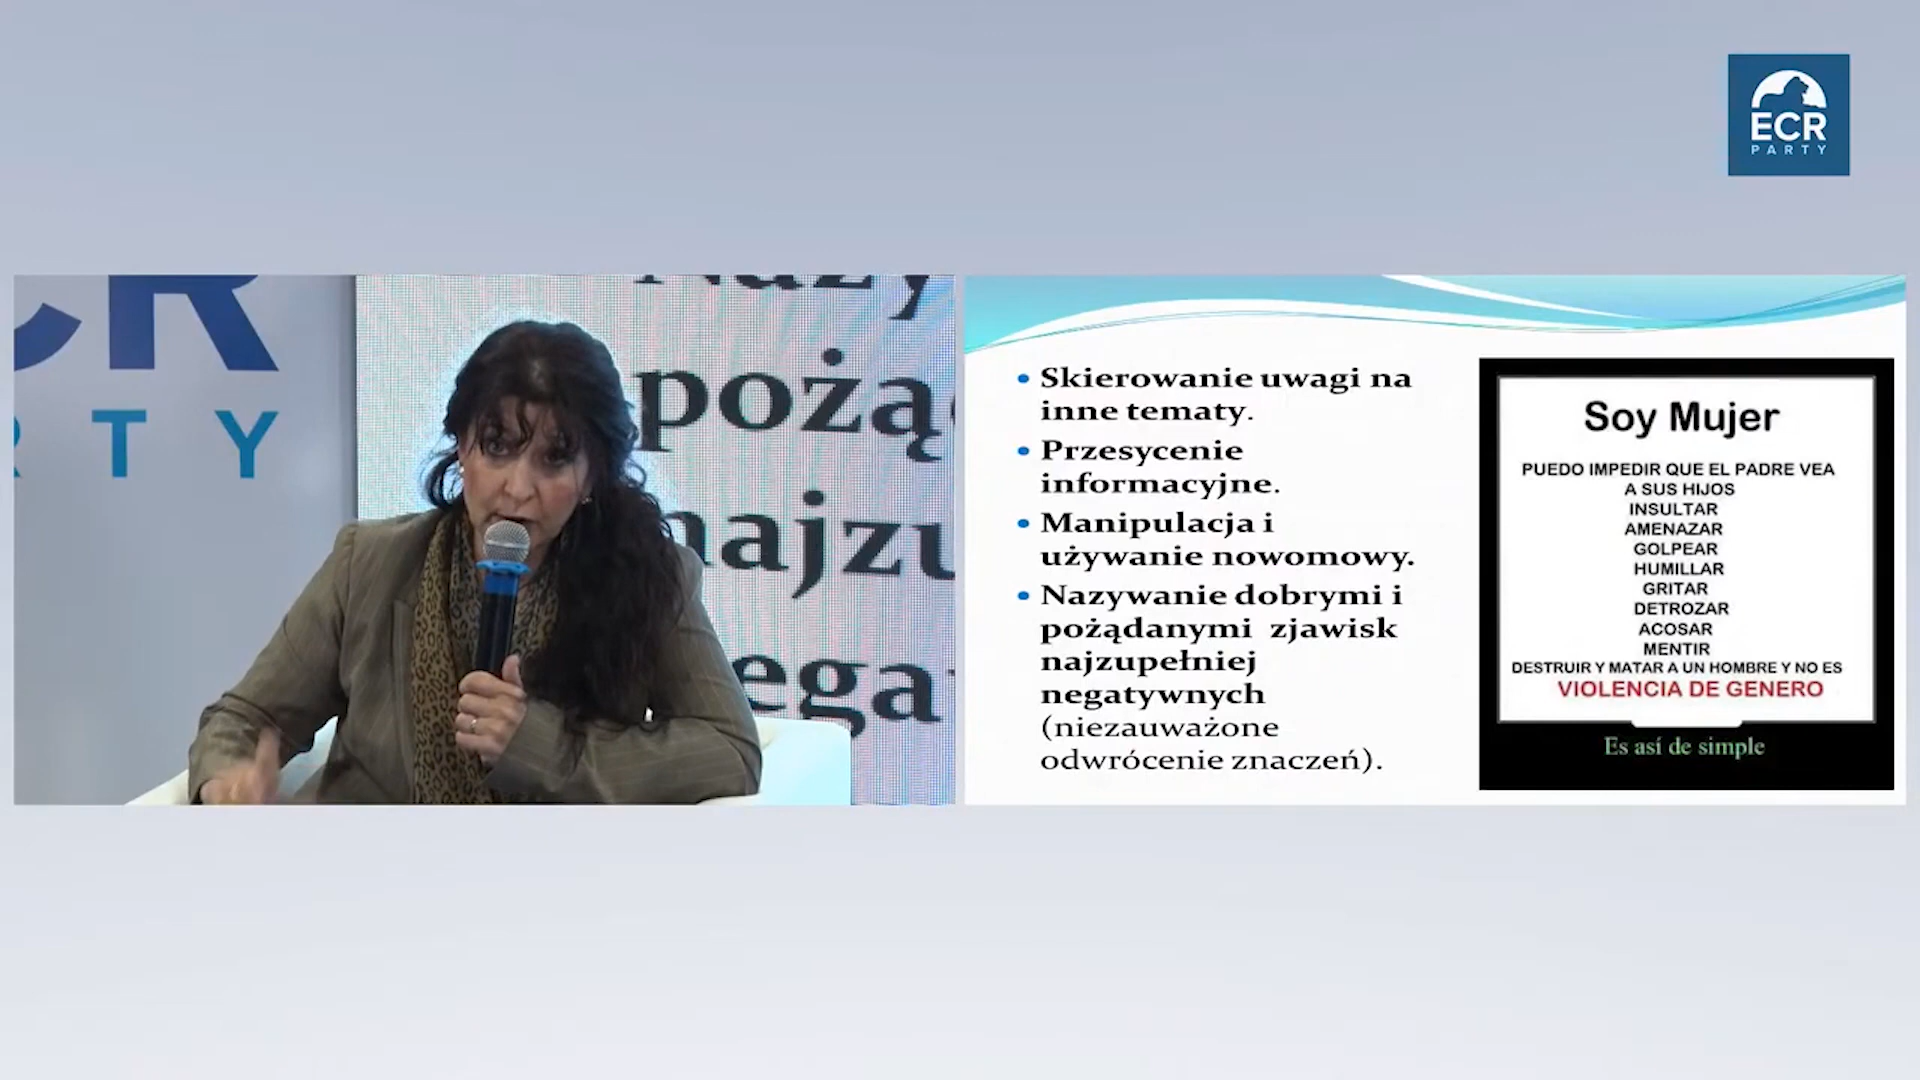 ECR
PARTY
CR
RTY
pożą
najzu
ega
Skierowanie uwagi na
inne tematy.
Przesycenie
informacyjne.
Manipulacja i
używanie nowomowy.
Nazywanie dobrymi i
pożądanymi zjawisk
najzupełniej
negatywnych
(niezauważone
odwrócenie znaczeń).
Soy Mujer
PUEDO IMPEDIR QUE EL PADRE VEA
A SUS HIJOS
INSULTAR
AMENAZAR
GOLPEAR
HUMILLAR
GRITAR
DETROZAR
ACOSAR
MENTIR
DESTRUIR Y MATAR A UN HOMBRE Y NO ES
VIOLENCIA DE GENERO
Es así de simple